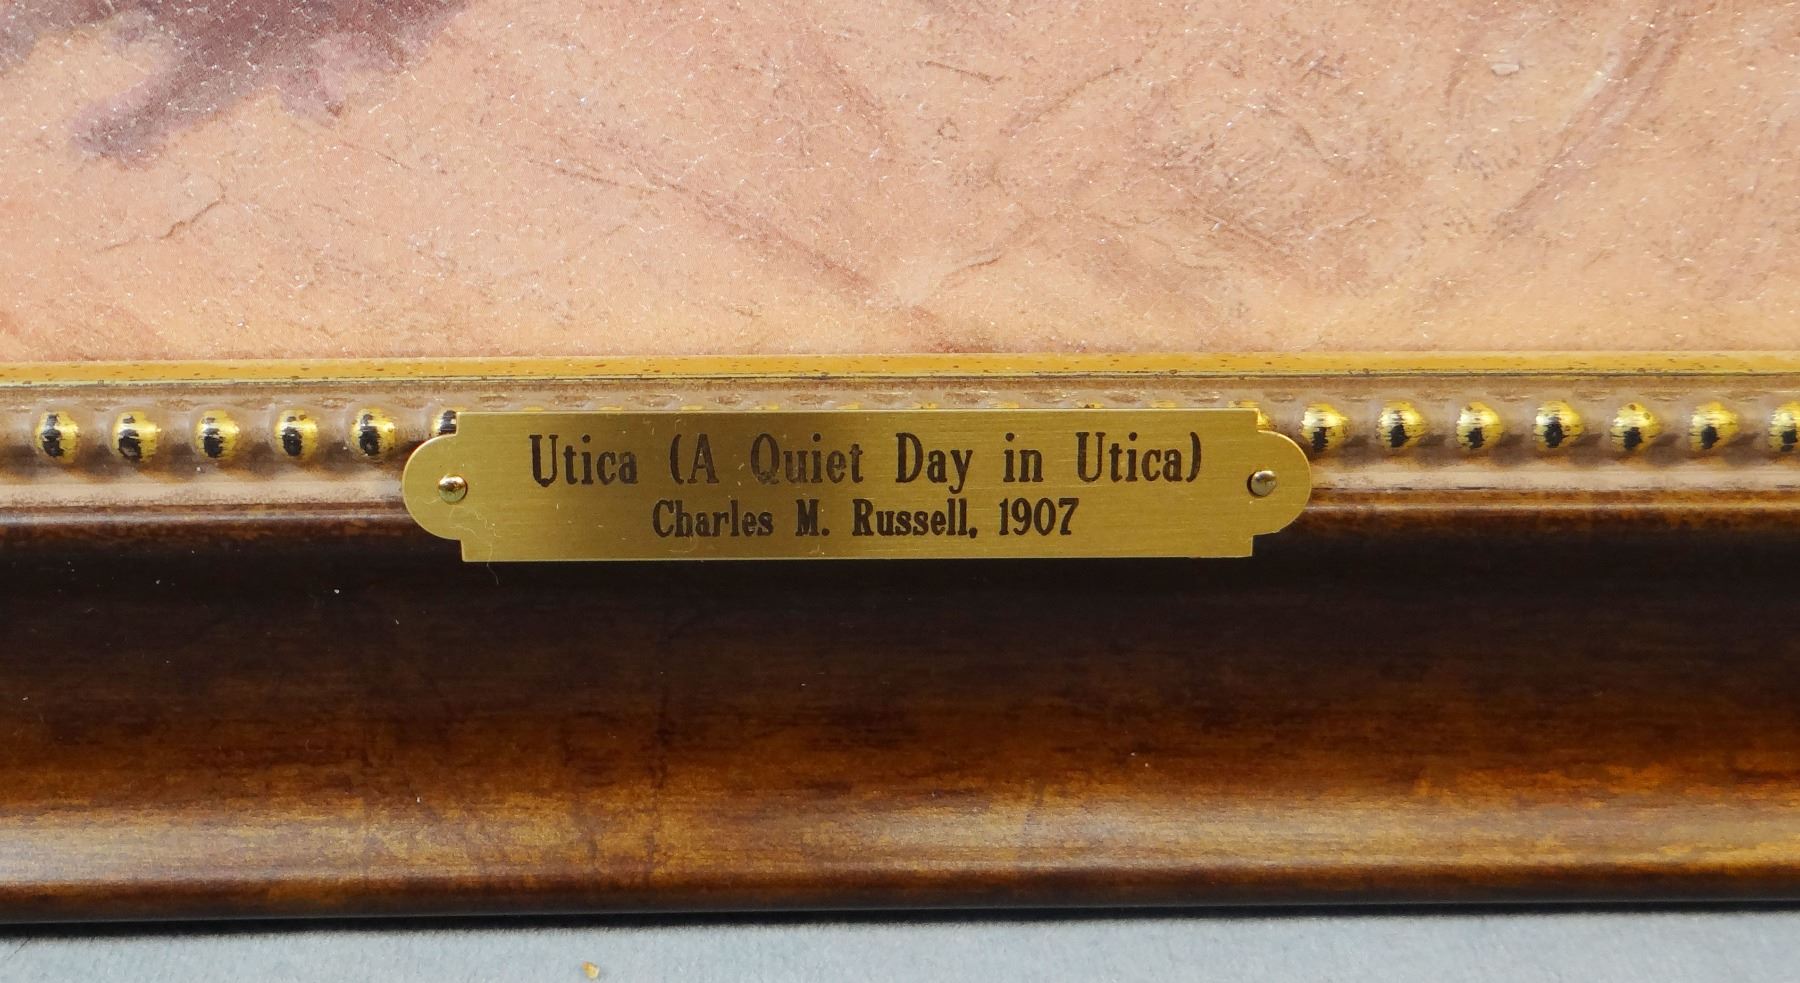 Utica (A Quiet Day in Utica)
Charles M. Russell, 1907